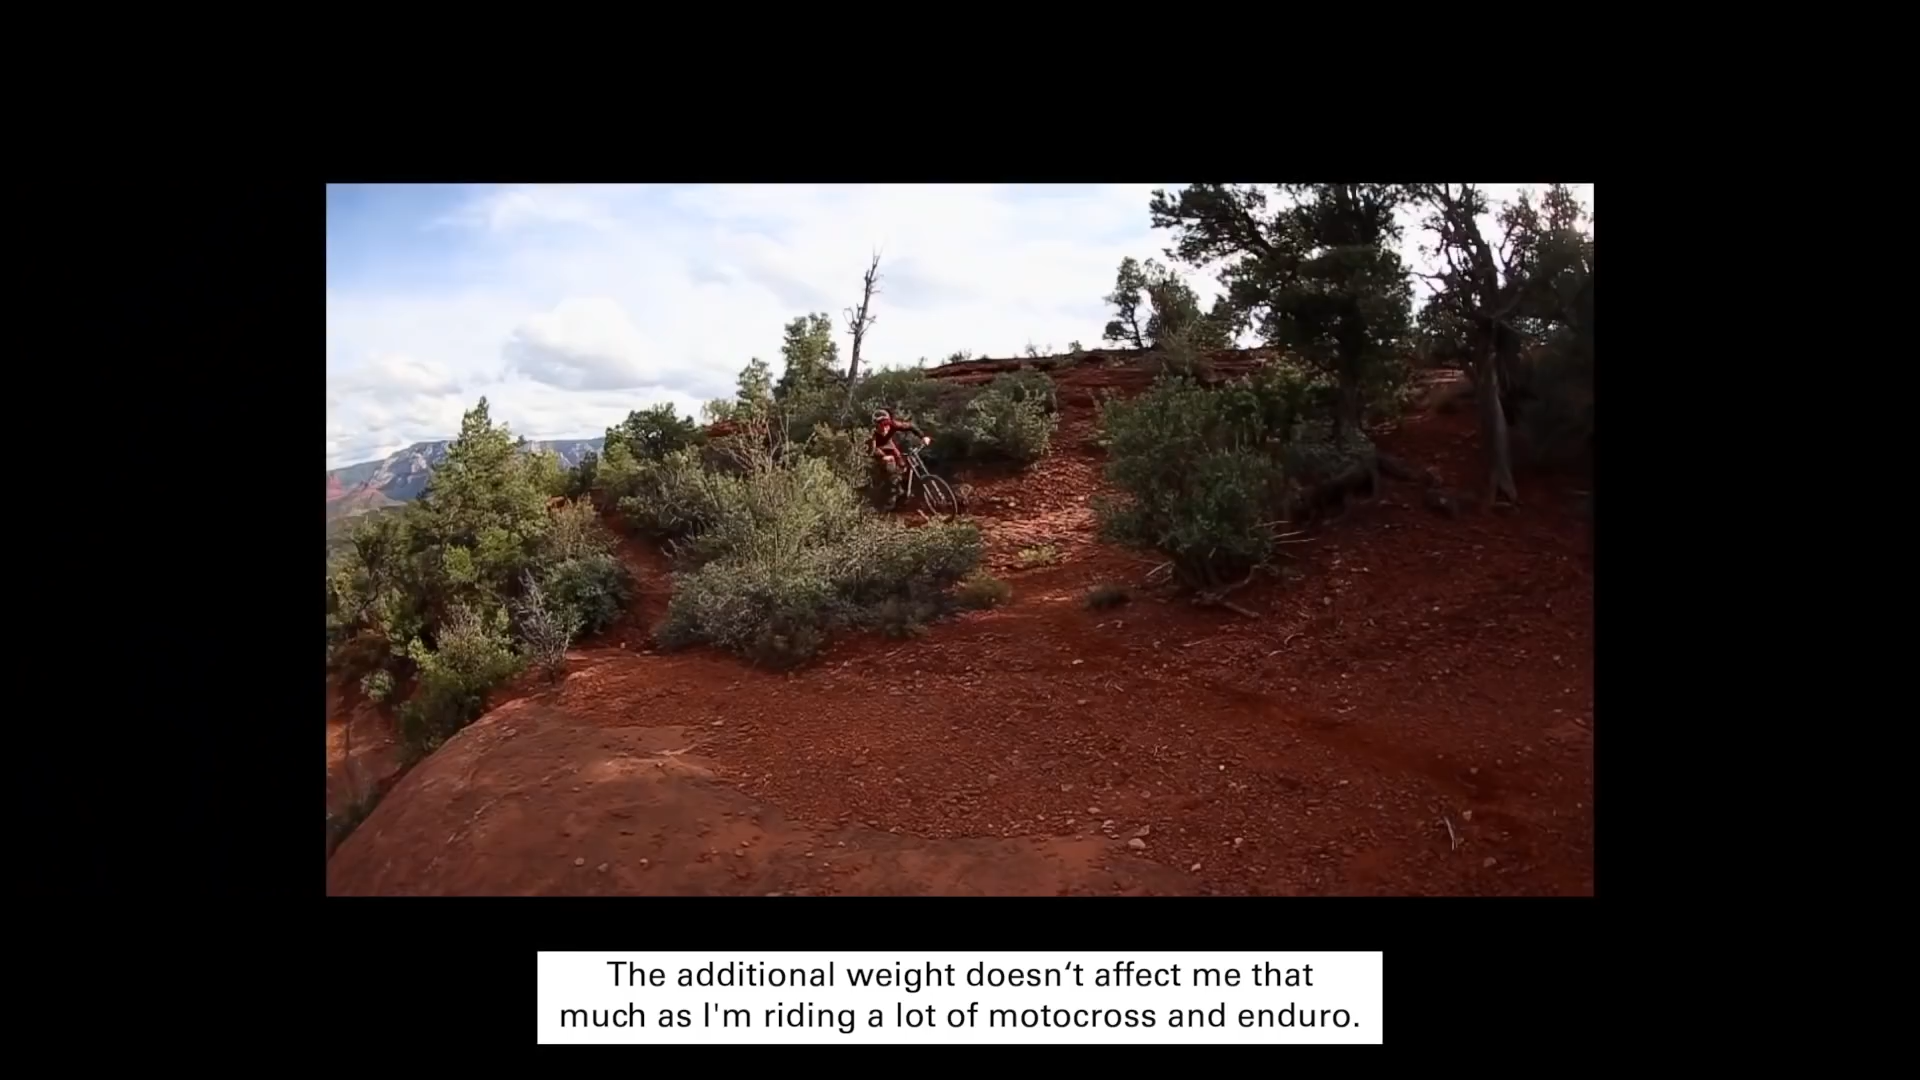 The additional weight doesn‘t affect me that
much as I'm riding a lot of motocross and enduro.